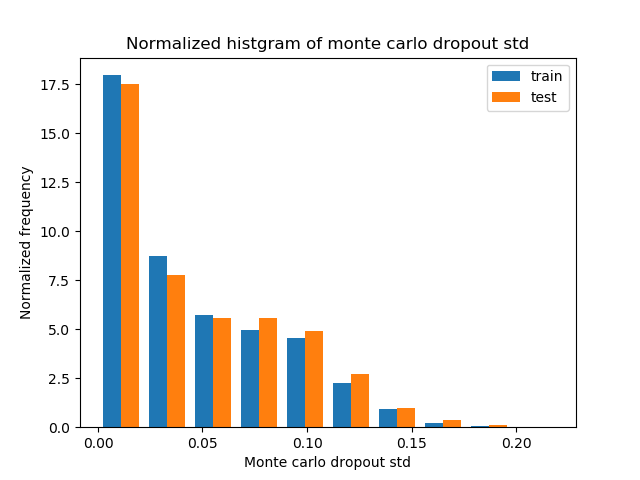 Normalized histgram of monte carlo dropout std
train
test
17.5
15.0
12.5
10.0
7.5
5.0
2.5
0.0
Normalized frequency
0.00 0.05 0.10 0.15 0.20
Monte carlo dropout std